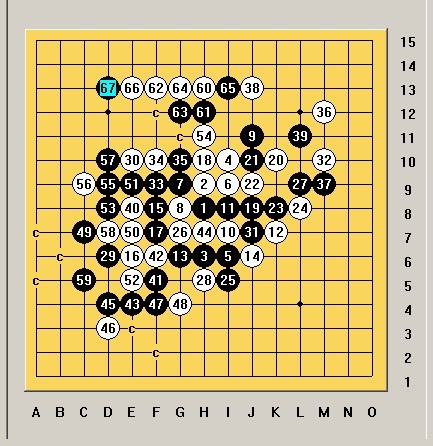 15
14
67 66 62 64 60 65 38 13
c 63 61 36 12
c 54 9 39 11
57 30 34 35 18 4 21 20 32 10
56 55 51 33 7 2 6 22 27 37 9
53 40 15 8 1 11 19 23 24 8
c 49 58 50 17 26 44 10 31 12 7
c 29 16 42 13 3 5 14 6
c 59 52 41 28 25 5
45 43 47 48 4
46 c 3
c 2
1
A B C D E F G H I J K L M N O